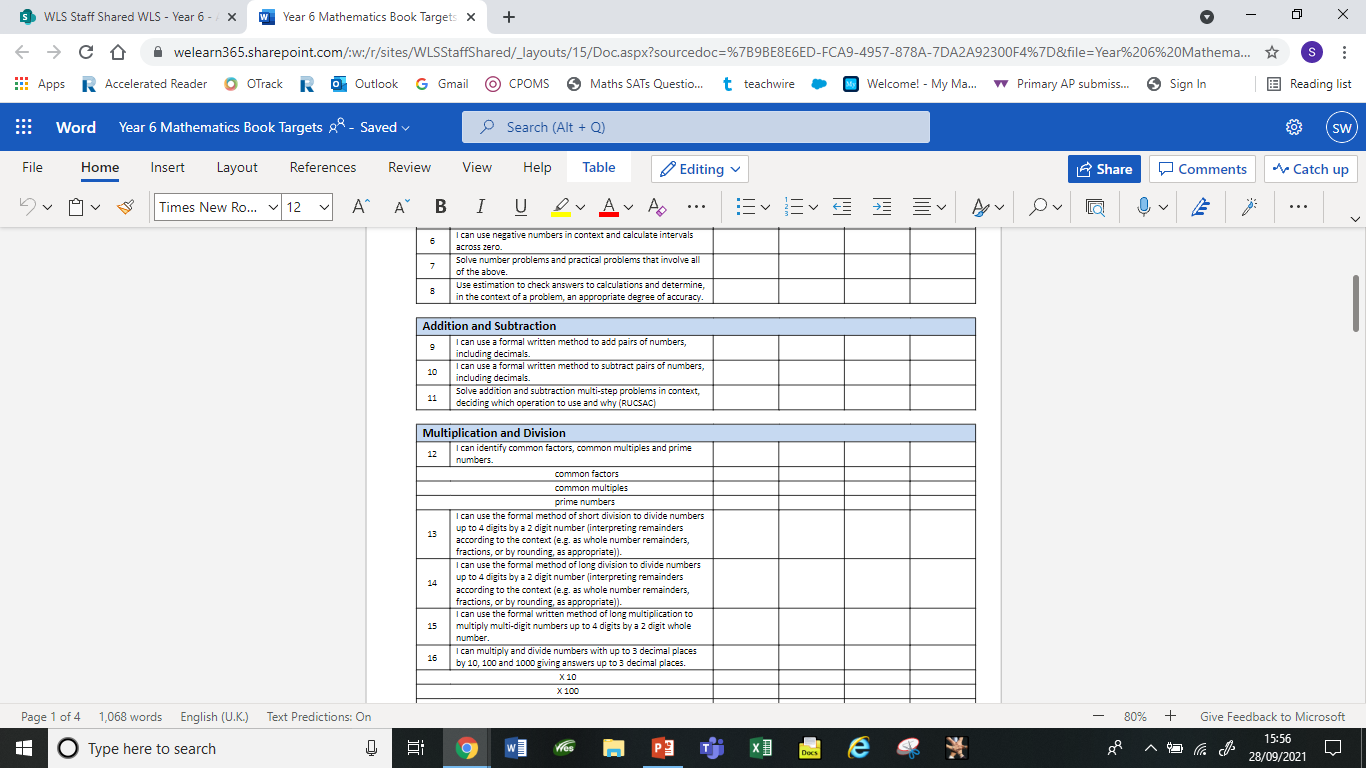 WLS Staff Shared WLS - Year 6 -
Year 6 Mathematics Book Targets
welearn365.sharepoint.com/:w:/r/sites/WLSStaffShared/_layouts/15/Doc.aspx?sourcedoc=%7B9BE8E6ED-FCA9-4957-878A-7DA2A92300F4%7D&file=Year%206%20Mathema...
S
Apps Accelerated Reader OTrack Outlook Gmail CPOMS Maths SATs Questio... teachwire Welcome! - My Ma... Primary AP submiss... Sign In Reading list
Word Year 6 Mathematics Book Targets - Saved Search (Alt + Q) SW
File Home Insert Layout References Review View Help Table Editing Share Comments Catch up
Times New Ro... 12 A A B I U A A
6 I can use negative numbers in context and calculate intervals
across zero.
7 Solve number problems and practical problems that involve all
of the above.
8 Use estimation to check answers to calculations and determine,
in the context of a problem, an appropriate degree of accuracy.
Addition and Subtraction
9 I can use a formal written method to add pairs of numbers,
including decimals.
10 I can use a formal written method to subtract pairs of numbers,
including decimals.
11 Solve addition and subtraction multi-step problems in context,
deciding which operation to use and why (RUCSAC)
Multiplication and Division
12 I can identify common factors, common multiples and prime
numbers.
common factors
common multiples
prime numbers
13 I can use the formal method of short division to divide numbers
up to 4 digits by a 2 digit number (interpreting remainders
according to the context (e.g. as whole number remainders,
fractions, or by rounding, as appropriate)).
14 I can use the formal method of long division to divide numbers
up to 4 digits by a 2 digit number (interpreting remainders
according to the context (e.g. as whole number remainders,
fractions, or by rounding, as appropriate)).
15 I can use the formal written method of long multiplication to
multiply multi-digit numbers up to 4 digits by a 2 digit whole
number.
16 I can multiply and divide numbers with up to 3 decimal places
by 10, 100 and 1000 giving answers up to 3 decimal places.
X 10
X 100
Page 1 of 4 1,068 words English (U.K.) Text Predictions: On 80% Give Feedback to Microsoft
Type here to search
Docs
15:56
28/09/2021